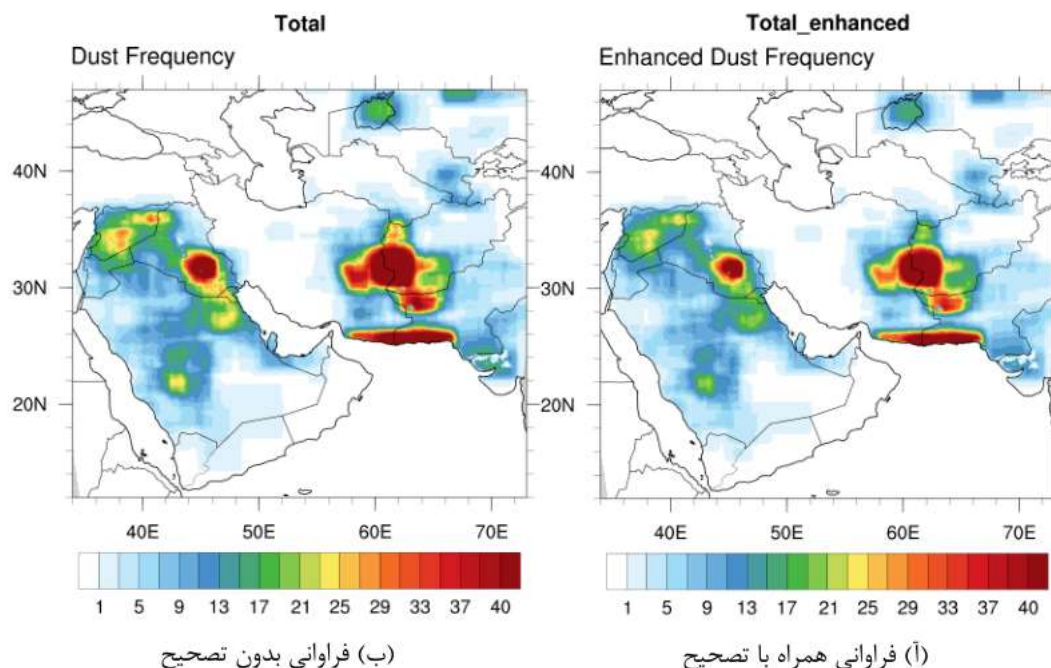 Total
Dust Frequency
40N
30N
20N
40E 50E 60E 70E
1 5 9 13 17 21 25 29 33 37 40
(ب) فراوانی بدون تصحیح
Total_enhanced
Enhanced Dust Frequency
40N
30N
20N
40E 50E 60E 70E
1 5 9 13 17 21 25 29 33 37 40
(آ) فراوانی همراه با تصحیح